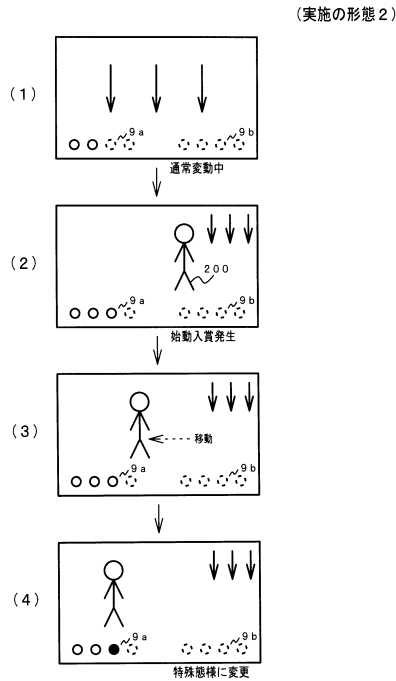 (実施の形態2)
(1)
9a
9b
通常変動中
(2)
200
9a
9b
始動入賞発生
(3)
移動
9a
9b
(4)
9a
9b
特殊態様に変更